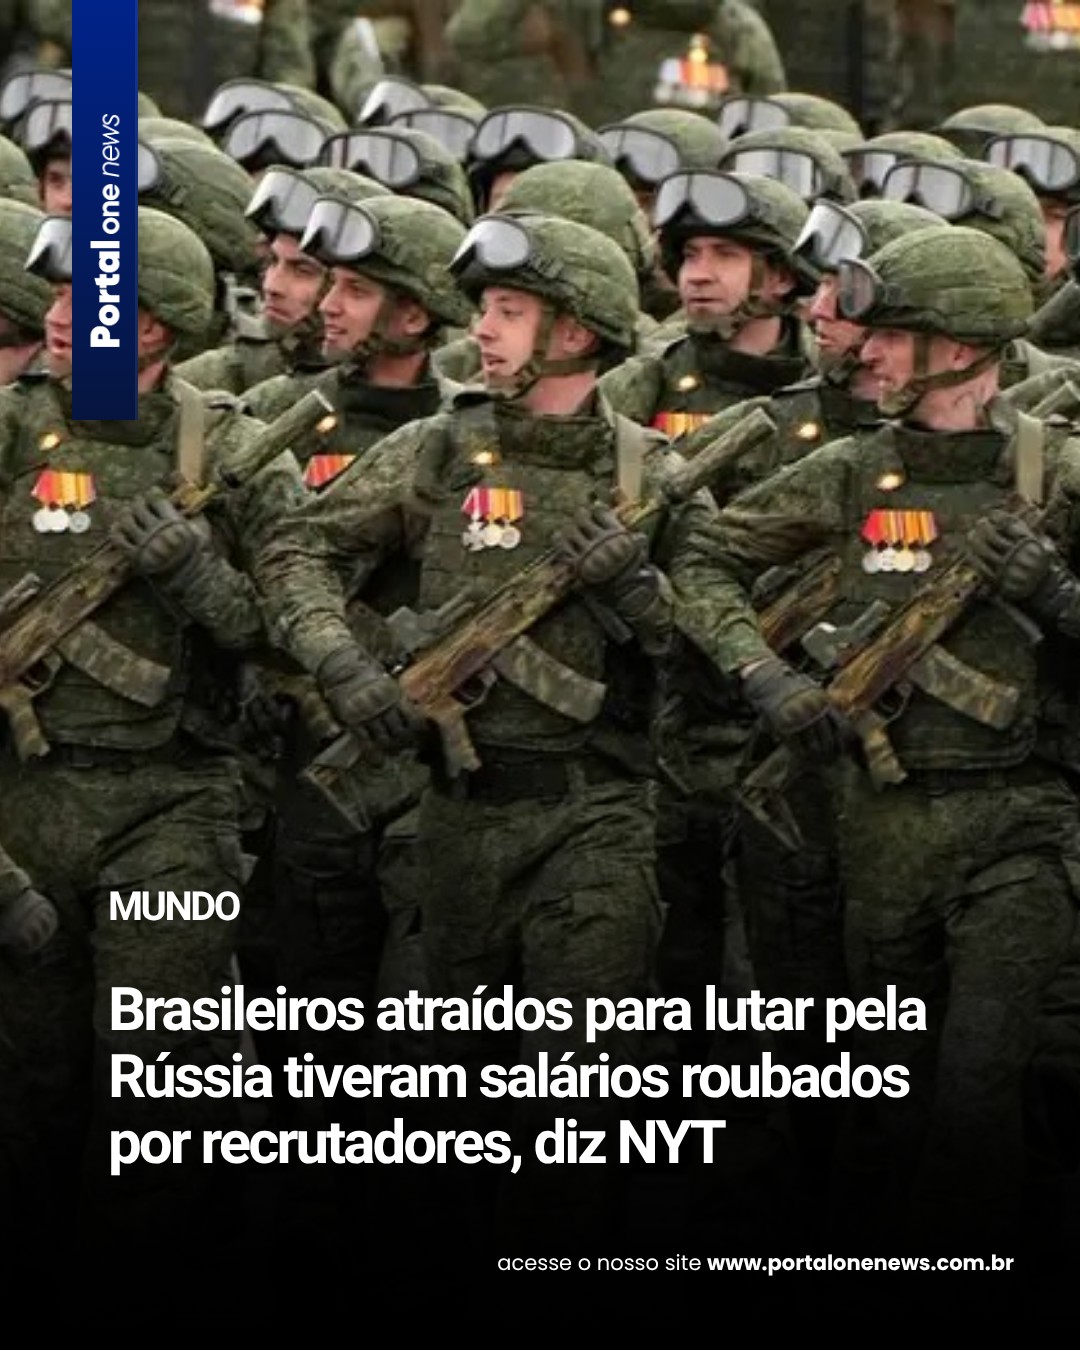 Portal one news
MUNDO
Brasileiros atraídos para lutar pela
Rússia tiveram salários roubados
por recrutadores, diz NYT
acesse o nosso site www.portalonenews.com.br